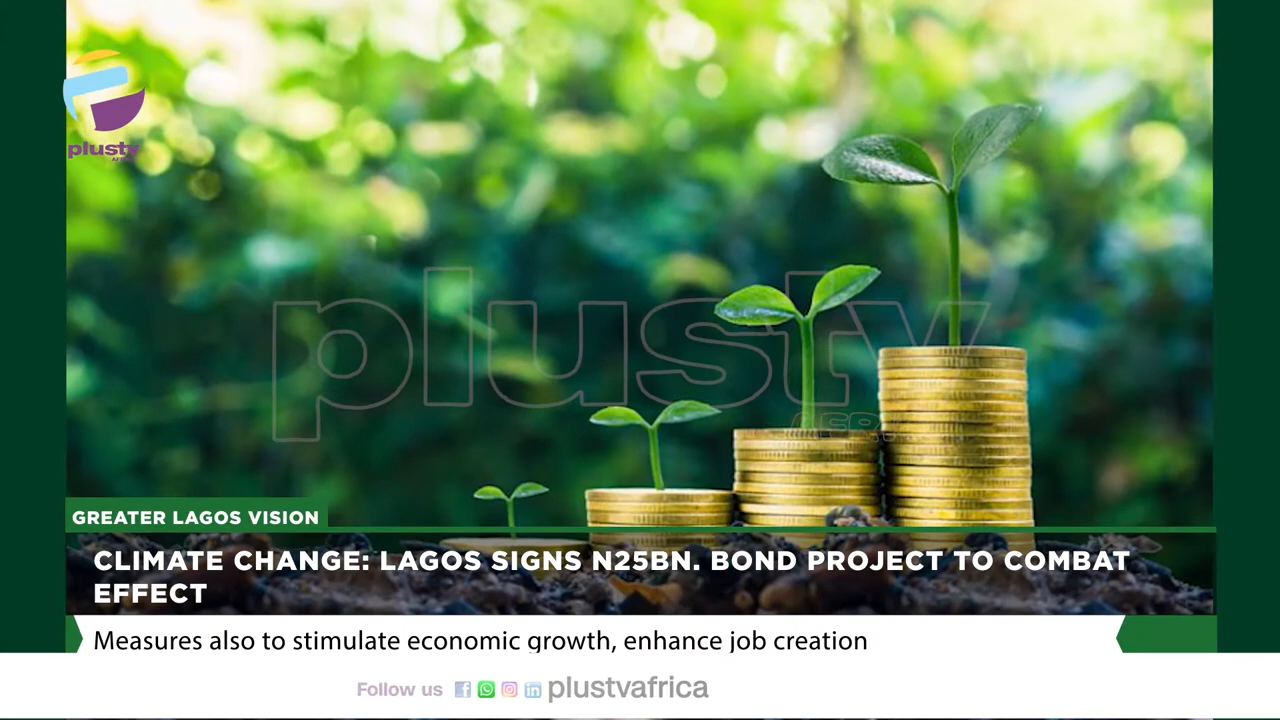 plustv
AFRICA
plustv
GREATER LAGOS VISION
CLIMATE CHANGE: LAGOS SIGNS N25BN. BOND PROJECT TO COMBAT
EFFECT
Measures also to stimulate economic growth, enhance job creation
Follow us plustvafrica